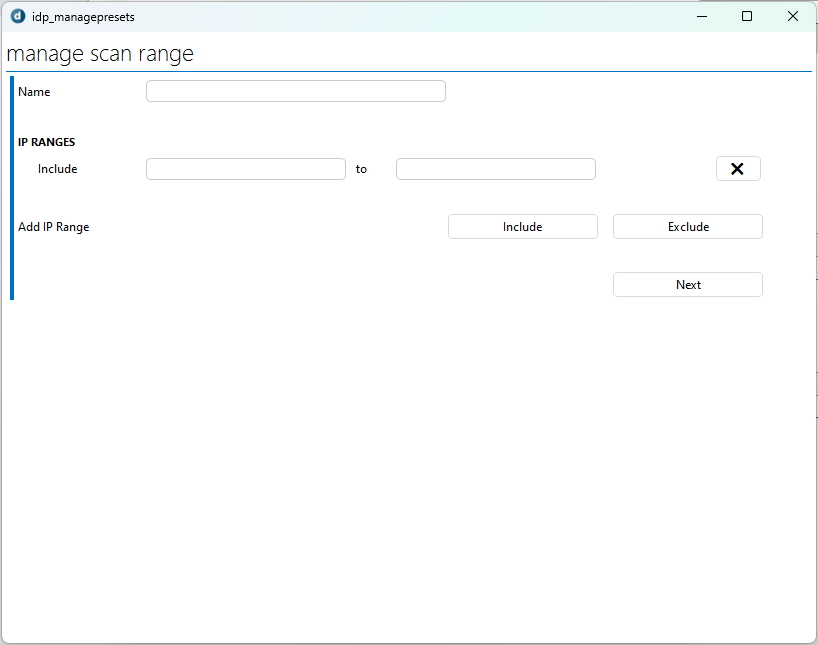 idp_managepresets
manage scan range
Name
IP RANGES
Include to
Add IP Range Include Exclude
Next